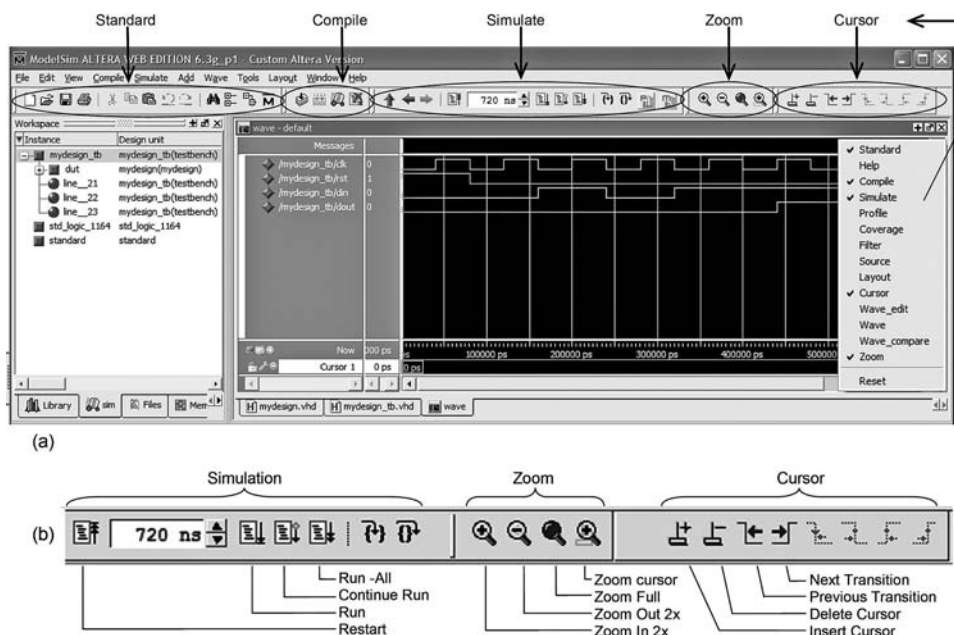 Standard Compile Simulate Zoom Cursor
ModelSim ALTERA WEB EDITION 6.3g_p1 - Custom Altera Version
File Edit View Compile Simulate Add Wave Tools Layout Window Help
720 ns
Workspace
Instance Design unit
mydesign_tb mydesign_tb(testbench)
dut mydesign(mydesign)
line__21 mydesign_tb(testbench)
line__22 mydesign_tb(testbench)
line__23 mydesign_tb(testbench)
std_logic_1164 std_logic_1164
standard standard
Library sim Files
wave - default
Messages
/mydesign_tb/clk 0
/mydesign_tb/rst 1
/mydesign_tb/din 0
/mydesign_tb/dout 0
Now 000 ps
Cursor 1 0 ps
100000 ps 200000 ps 300000 ps 400000 ps 500000
0 ps
mydesign.vhd mydesign_tb.vhd wave
Standard
Help
Compile
Simulate
Profile
Coverage
Filter
Source
Layout
Cursor
Wave_edit
Wave
Wave_compare
Zoom
Reset
(a)
Simulation Zoom Cursor
(b)
720 ns
Run -All
Continue Run
Run
Restart
Zoom cursor
Zoom Full
Zoom Out 2x
Zoom In 2x
Next Transition
Previous Transition
Delete Cursor
Insert Cursor